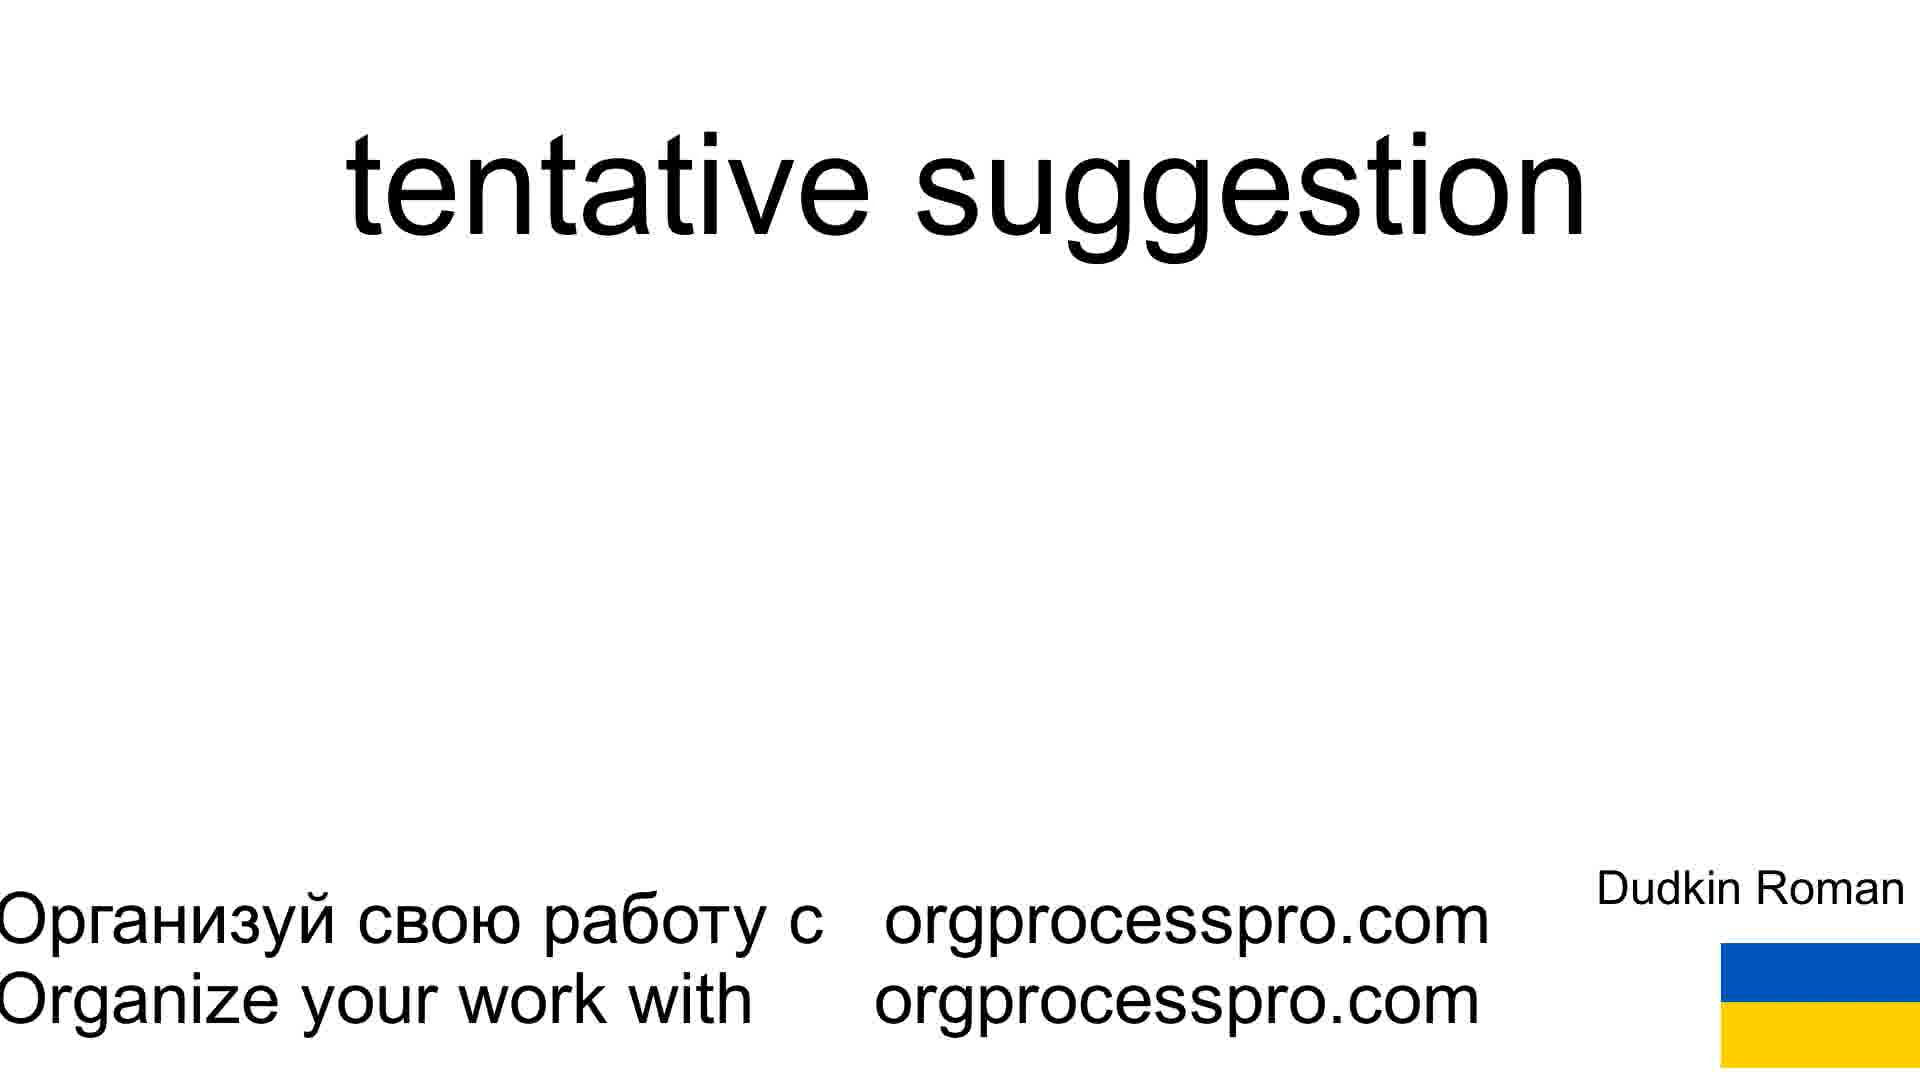 tentative suggestion
Dudkin Roman
Организуй свою работу с orgprocesspro.com
Organize your work with orgprocesspro.com